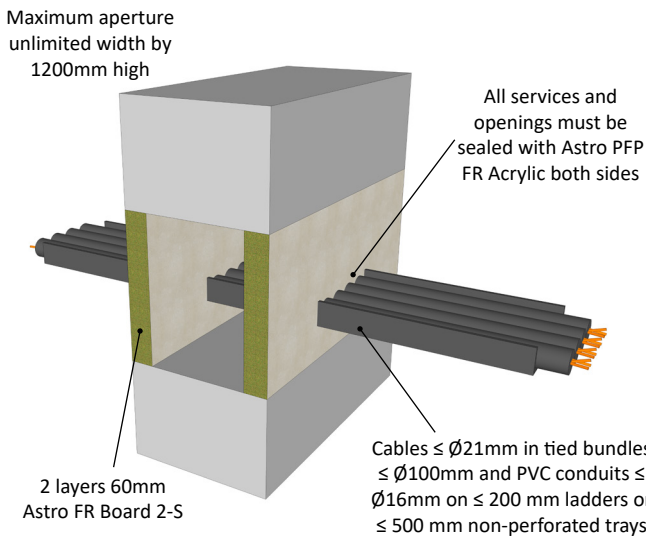 Maximum aperture
unlimited width by
1200mm high
All services and
openings must be
sealed with Astro PFP
FR Acrylic both sides
2 layers 60mm
Astro FR Board 2-S
Cables ≤ Ø21mm in tied bundles
≤ Ø100mm and PVC conduits ≤
Ø16mm on ≤ 200 mm ladders or
≤ 500 mm non-perforated trays